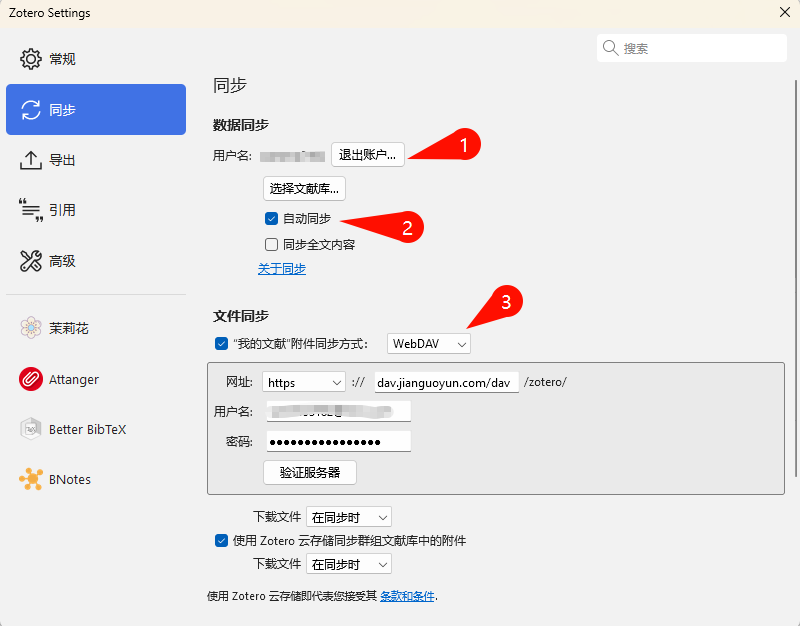 Zotero Settings
常规
搜索
同步
导出
引用
高级
茉莉花
Attanger
Better BibTeX
BNotes
同步
数据同步
用户名:
退出账户...
1
选择文献库...
自动同步
2
同步全文内容
关于同步
文件同步
3
“我的文献”附件同步方式:
WebDAV
网址: https :// dav.jianguoyun.com/dav /zotero/
用户名:
密码: ●●●●●●●●●●●●●●●●
验证服务器
下载文件 在同步时
使用 Zotero 云存储同步群组文献库中的附件
下载文件 在同步时
使用 Zotero 云存储即代表您接受其 条款和条件.